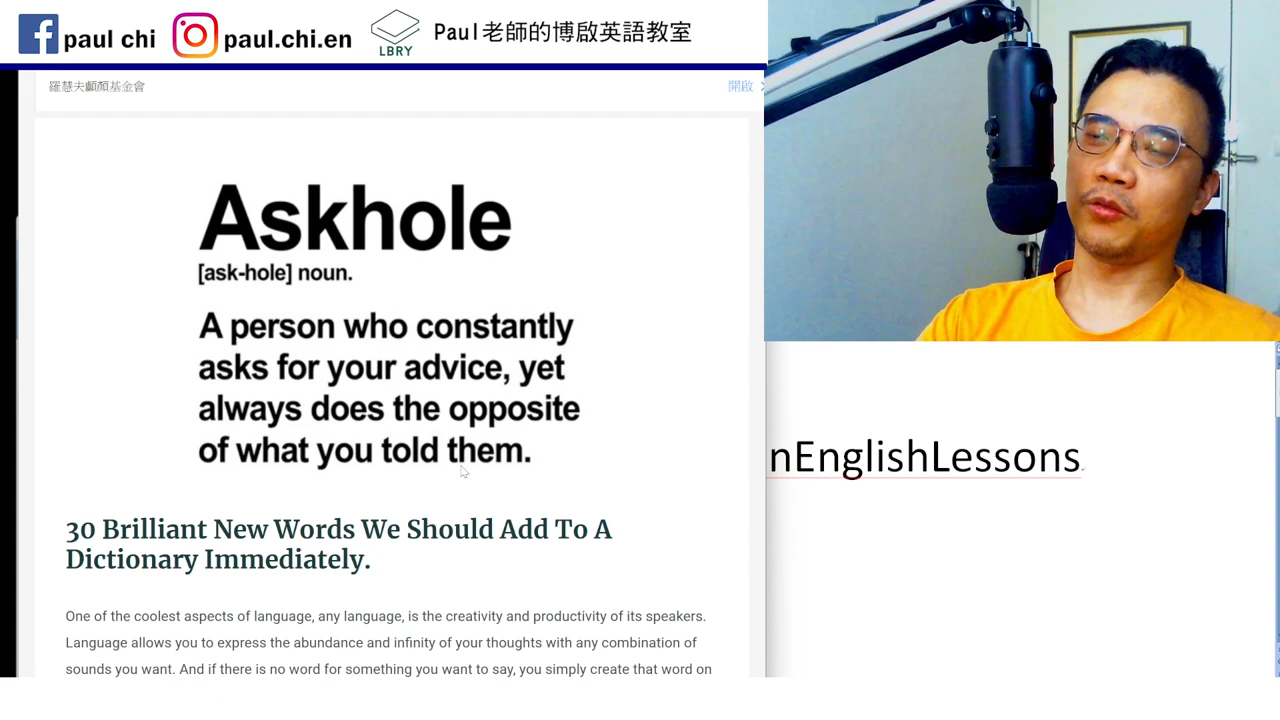 paul chi
paul.chi.en
LBRY
Paul老師的博啟英語教室
羅慧夫顱顏基金會
開啟
Askhole
[ask-hole] noun.
A person who constantly
asks for your advice, yet
always does the opposite
of what you told them.
nEnglishLessons
30 Brilliant New Words We Should Add To A
Dictionary Immediately.
One of the coolest aspects of language, any language, is the creativity and productivity of its speakers.
Language allows you to express the abundance and infinity of your thoughts with any combination of
sounds you want. And if there is no word for something you want to say, you simply create that word on